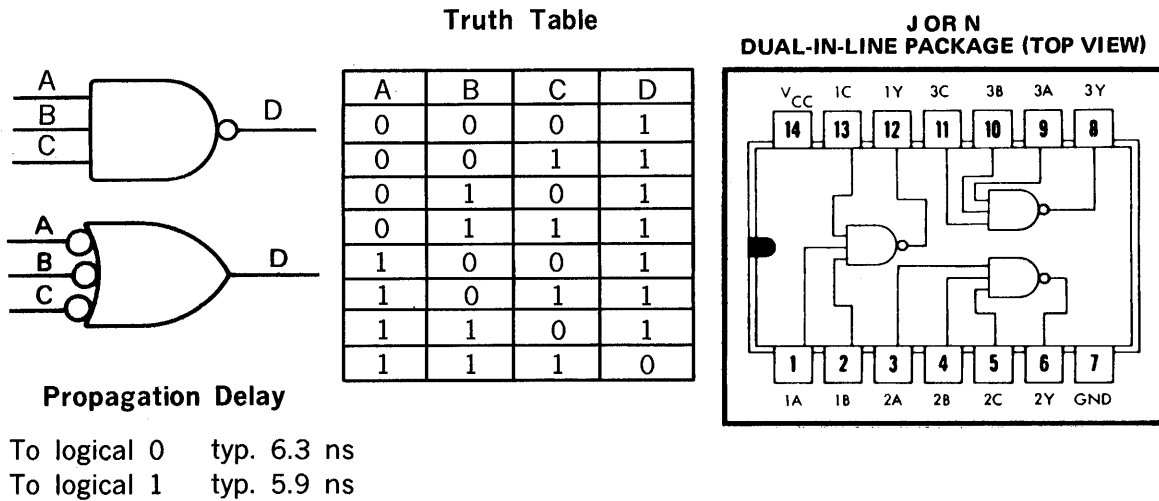 Truth Table
J OR N
DUAL-IN-LINE PACKAGE (TOP VIEW)
A
B
C
D
A
B
C
D
A B C D
0 0 0 1
0 0 1 1
0 1 0 1
0 1 1 1
1 0 0 1
1 0 1 1
1 1 0 1
1 1 1 0
VCC 1C 1Y 3C 3B 3A 3Y
14 13 12 11 10 9 8
1 2 3 4 5 6 7
1A 1B 2A 2B 2C 2Y GND
Propagation Delay
To logical 0 typ. 6.3 ns
To logical 1 typ. 5.9 ns